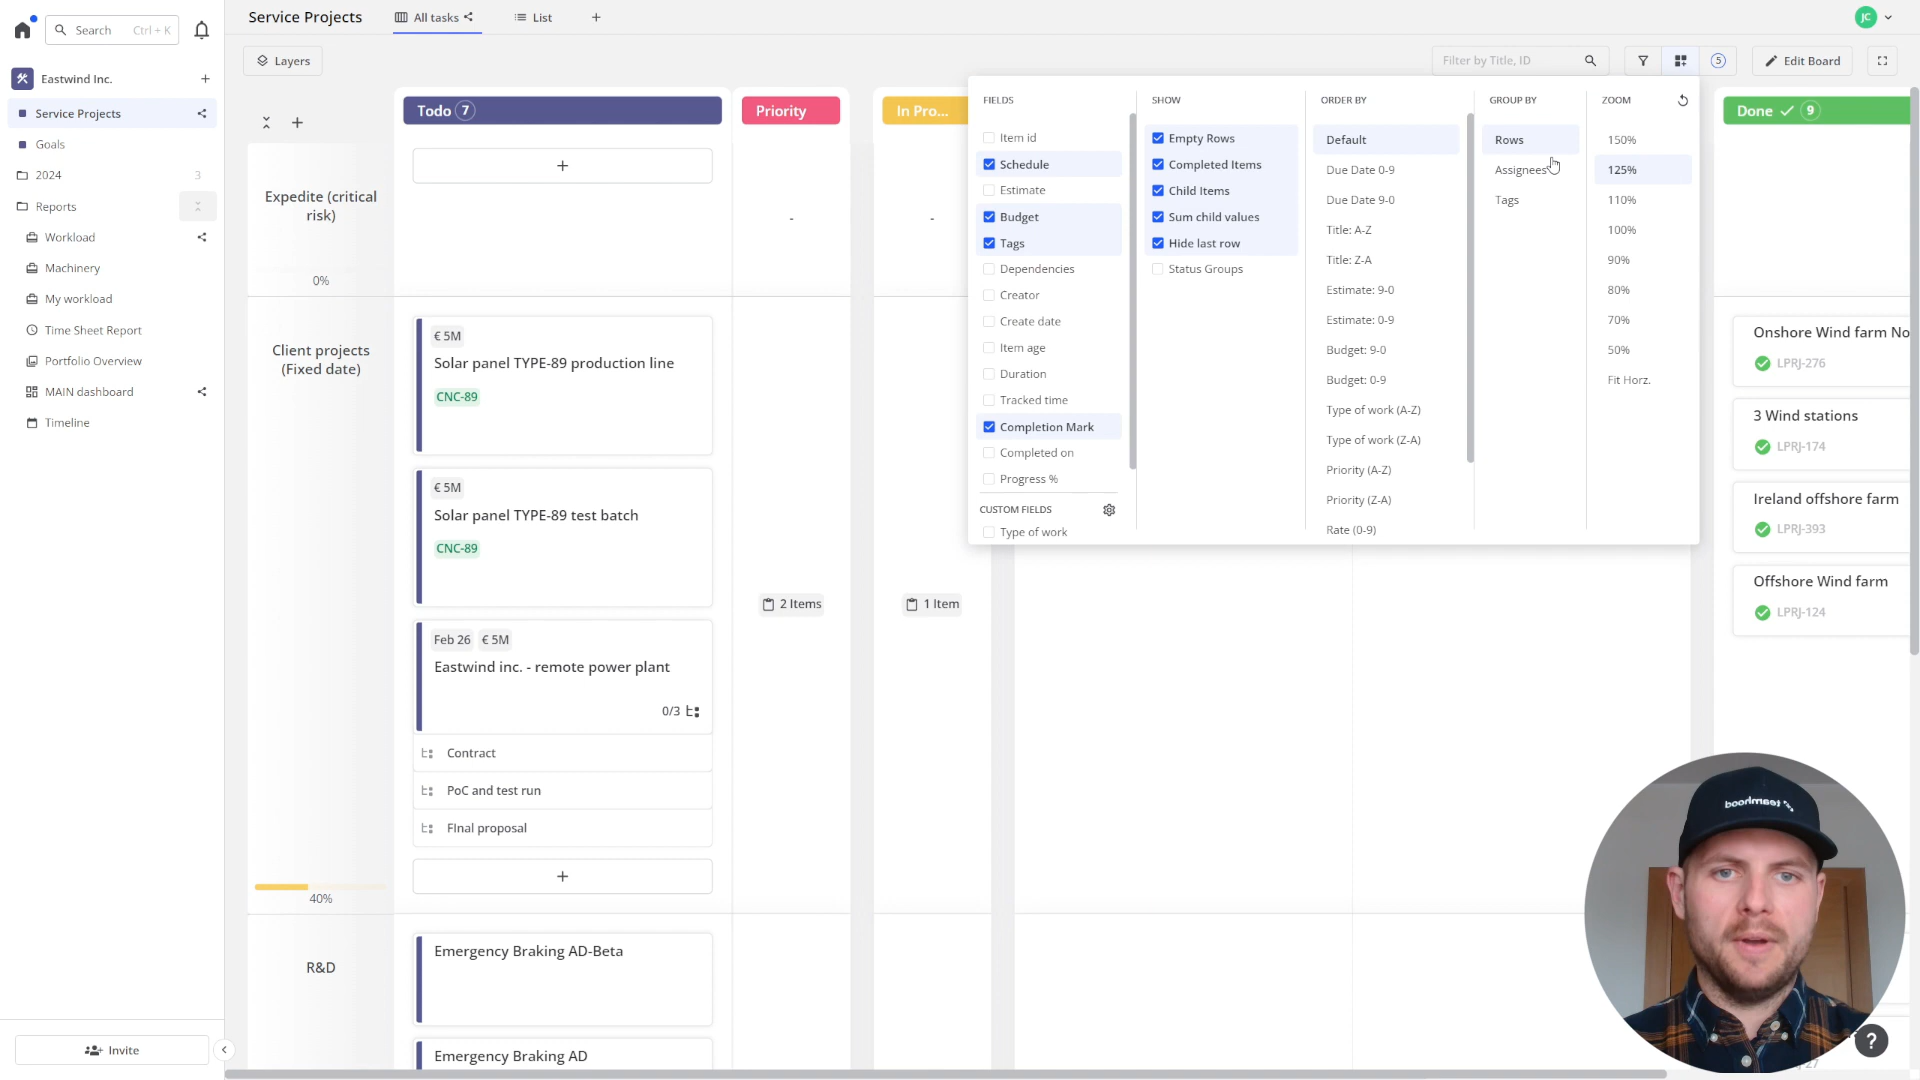 Service Projects
All tasks
List
JC
Search
Ctrl + K
Eastwind Inc.
Service Projects
Goals
2024
3
Reports
Workload
Machinery
My workload
Time Sheet Report
Portfolio Overview
MAIN dashboard
Timeline
Invite
Layers
Filter by Title, ID
5
Edit Board
Todo 7
Priority
In Pro...
Done 9
Expedite (critical
risk)
0%
-
-
Client projects
(Fixed date)
40%
€ 5M
Solar panel TYPE-89 production line
CNC-89
€ 5M
Solar panel TYPE-89 test batch
CNC-89
Feb 26 € 5M
Eastwind inc. - remote power plant
0/3
Contract
PoC and test run
FInal proposal
2 Items
1 Item
R&D
Emergency Braking AD-Beta
Emergency Braking AD
FIELDS
Item id
Schedule
Estimate
Budget
Tags
Dependencies
Creator
Create date
Item age
Duration
Tracked time
Completion Mark
Completed on
Progress %
CUSTOM FIELDS
Type of work
SHOW
Empty Rows
Completed Items
Child Items
Sum child values
Hide last row
Status Groups
ORDER BY
Default
Due Date 0-9
Due Date 9-0
Title: A-Z
Title: Z-A
Estimate: 9-0
Estimate: 0-9
Budget: 9-0
Budget: 0-9
Type of work (A-Z)
Type of work (Z-A)
Priority (A-Z)
Priority (Z-A)
Rate (0-9)
GROUP BY
Rows
Assignees
Tags
ZOOM
150%
125%
110%
100%
90%
80%
70%
50%
Fit Horz.
Onshore Wind farm No
LPRJ-276
3 Wind stations
LPRJ-174
Ireland offshore farm
LPRJ-393
Offshore Wind farm
LPRJ-124
teamhood
?